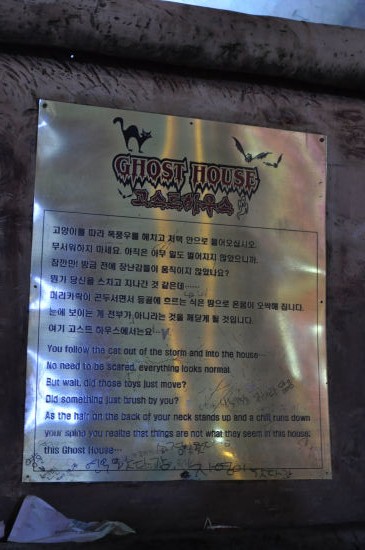 GHOST HOUSE
고스트하우스
고양이를 따라 폭풍우를 헤치고 저택 안으로 들어오십시오.
무서워하지 마세요. 아직은 아무 일도 벌어지지 않았으니까.
잠깐만! 방금 전에 장난감들이 움직이지 않았나요?
뭔가 당신을 스치고 지나간 것 같은데……
머리카락이 곤두서면서 등골에 흐르는 식은 땀으로 온몸이 오싹해 집니다.
눈에 보이는 게 전부가 아니라는 것을 깨닫게 될 것입니다.
여기 고스트 하우스에서는요…
You follow the cat out of the storm and into the house…
No need to be scared, everything looks normal.
But wait, did those toys just move?
Did something just brush by you?
As the hair on the back of your neck stands up and a chill runs down
your spine you realize that things are not what they seem in this house;
this Ghost House…